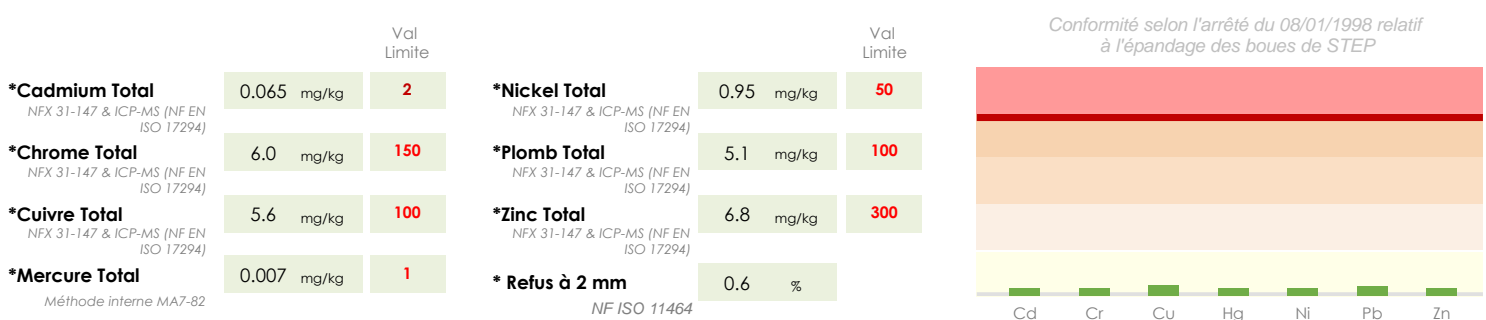 Val
Limite
*Cadmium Total 0.065 mg/kg 2
NFX 31-147 & ICP-MS (NF EN
ISO 17294)
*Chrome Total 6.0 mg/kg 150
NFX 31-147 & ICP-MS (NF EN
ISO 17294)
*Cuivre Total 5.6 mg/kg 100
NFX 31-147 & ICP-MS (NF EN
ISO 17294)
*Mercure Total 0.007 mg/kg 1
Méthode interne MA7-82
Val
Limite
*Nickel Total 0.95 mg/kg 50
NFX 31-147 & ICP-MS (NF EN
ISO 17294)
*Plomb Total 5.1 mg/kg 100
NFX 31-147 & ICP-MS (NF EN
ISO 17294)
*Zinc Total 6.8 mg/kg 300
NFX 31-147 & ICP-MS (NF EN
ISO 17294)
* Refus à 2 mm 0.6 %
NF ISO 11464
Conformité selon l'arrêté du 08/01/1998 relatif
à l'épandage des boues de STEP
Cd Cr Cu Hg Ni Pb Zn